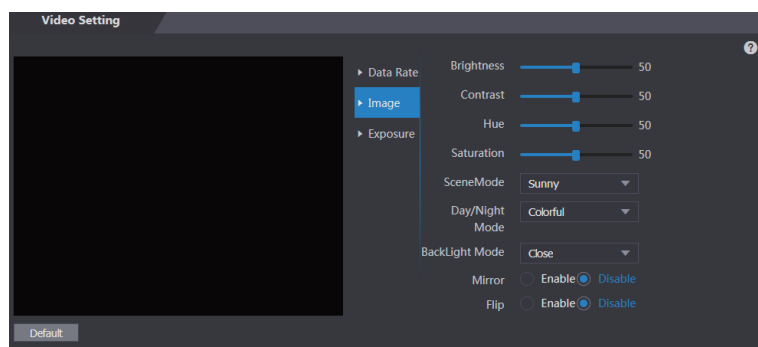 Video Setting
?
Data Rate
Image
Exposure
Brightness 50
Contrast 50
Hue 50
Saturation 50
SceneMode Sunny
Day/Night Mode Colorful
BackLight Mode Close
Mirror Enable Disable
Flip Enable Disable
Default